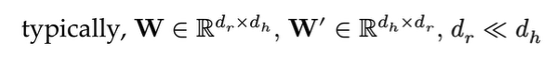 typically, W ∈ ℝ^{d_r×d_h}, W′ ∈ ℝ^{d_h×d_r}, d_r ≪ d_h